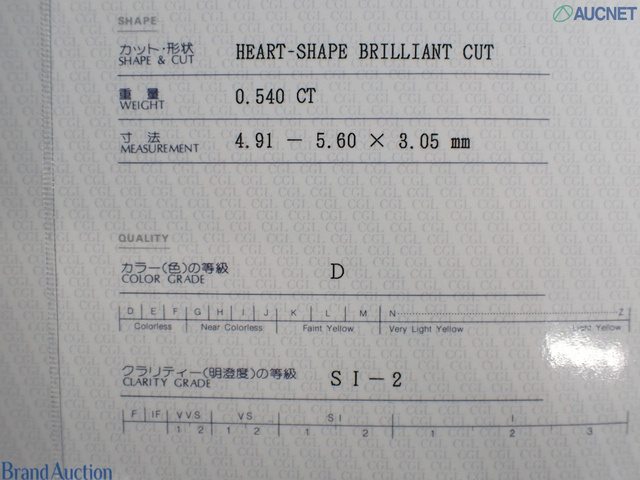 AUCNET
SHAPE
カット・形状 HEART-SHAPE BRILLIANT CUT
SHAPE & CUT
重量 0.540 CT
WEIGHT
寸法 4.91 － 5.60 × 3.05 mm
MEASUREMENT
QUALITY
カラー(色)の等級 D
COLOR GRADE
D E F G H I J K L M N Z
Colorless Near Colorless Faint Yellow Very Light Yellow Light Yellow
クラリティー(明澄度)の等級 SI－2
CLARITY GRADE
F IF VVS VS SI I
1 2 1 2 1 2 1 2 3
BrandAuction
CGL